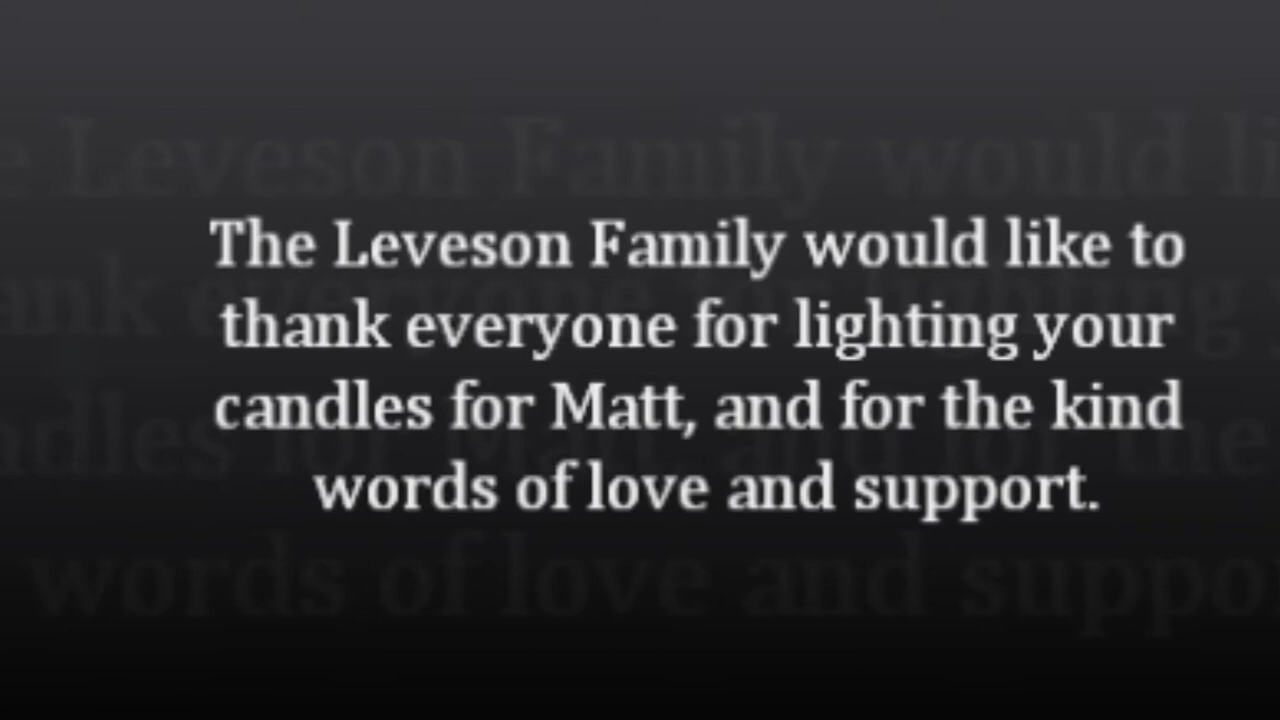 The Leveson Family would like to
thank everyone for lighting your
candles for Matt, and for the kind
words of love and support.